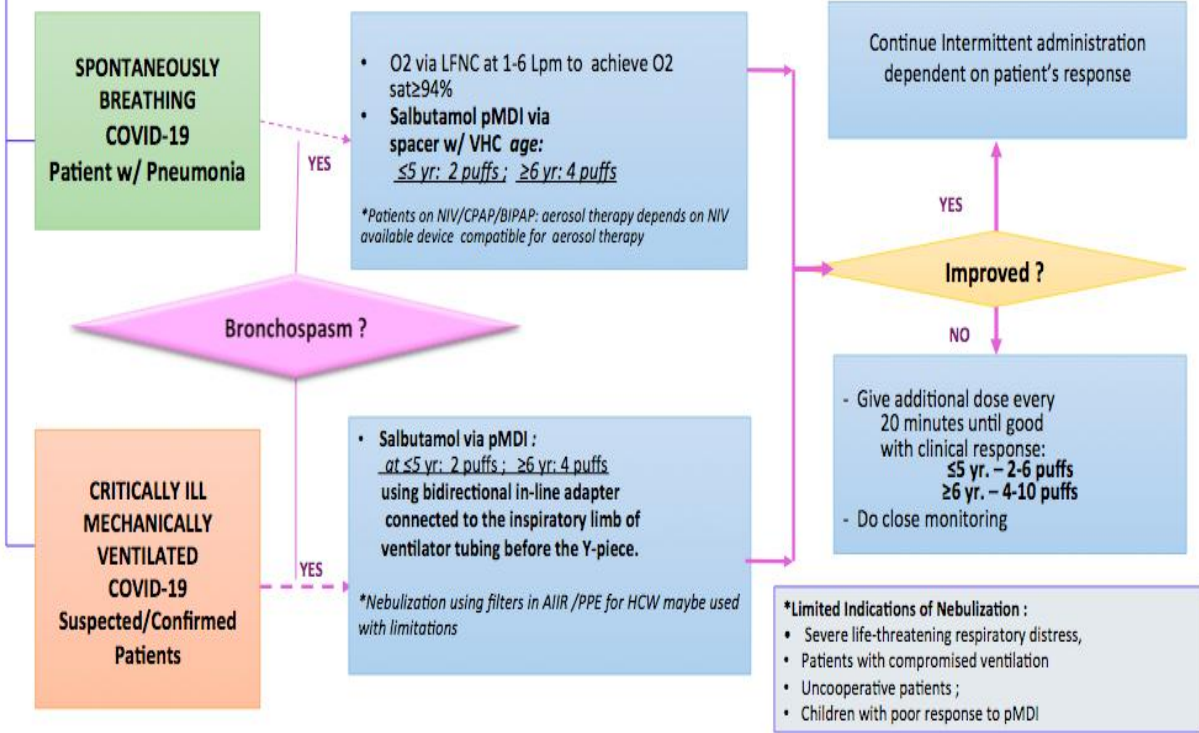 SPONTANEOUSLY
BREATHING
COVID-19
Patient w/ Pneumonia
YES
• O2 via LFNC at 1-6 Lpm to achieve O2
sat≥94%
• Salbutamol pMDI via
spacer w/ VHC age:
≤5 yr: 2 puffs ; ≥6 yr: 4 puffs
*Patients on NIV/CPAP/BIPAP: aerosol therapy depends on NIV
available device compatible for aerosol therapy
Continue Intermittent administration
dependent on patient's response
YES
Improved ?
NO
Bronchospasm ?
CRITICALLY ILL
MECHANICALLY
VENTILATED
COVID-19
Suspected/Confirmed
Patients
YES
• Salbutamol via pMDI :
at ≤5 yr: 2 puffs ; ≥6 yr: 4 puffs
using bidirectional in-line adapter
connected to the inspiratory limb of
ventilator tubing before the Y-piece.
*Nebulization using filters in AIIR /PPE for HCW maybe used
with limitations
- Give additional dose every
20 minutes until good
with clinical response:
≤5 yr. – 2-6 puffs
≥6 yr. – 4-10 puffs
- Do close monitoring
*Limited Indications of Nebulization :
• Severe life-threatening respiratory distress,
• Patients with compromised ventilation
• Uncooperative patients ;
• Children with poor response to pMDI